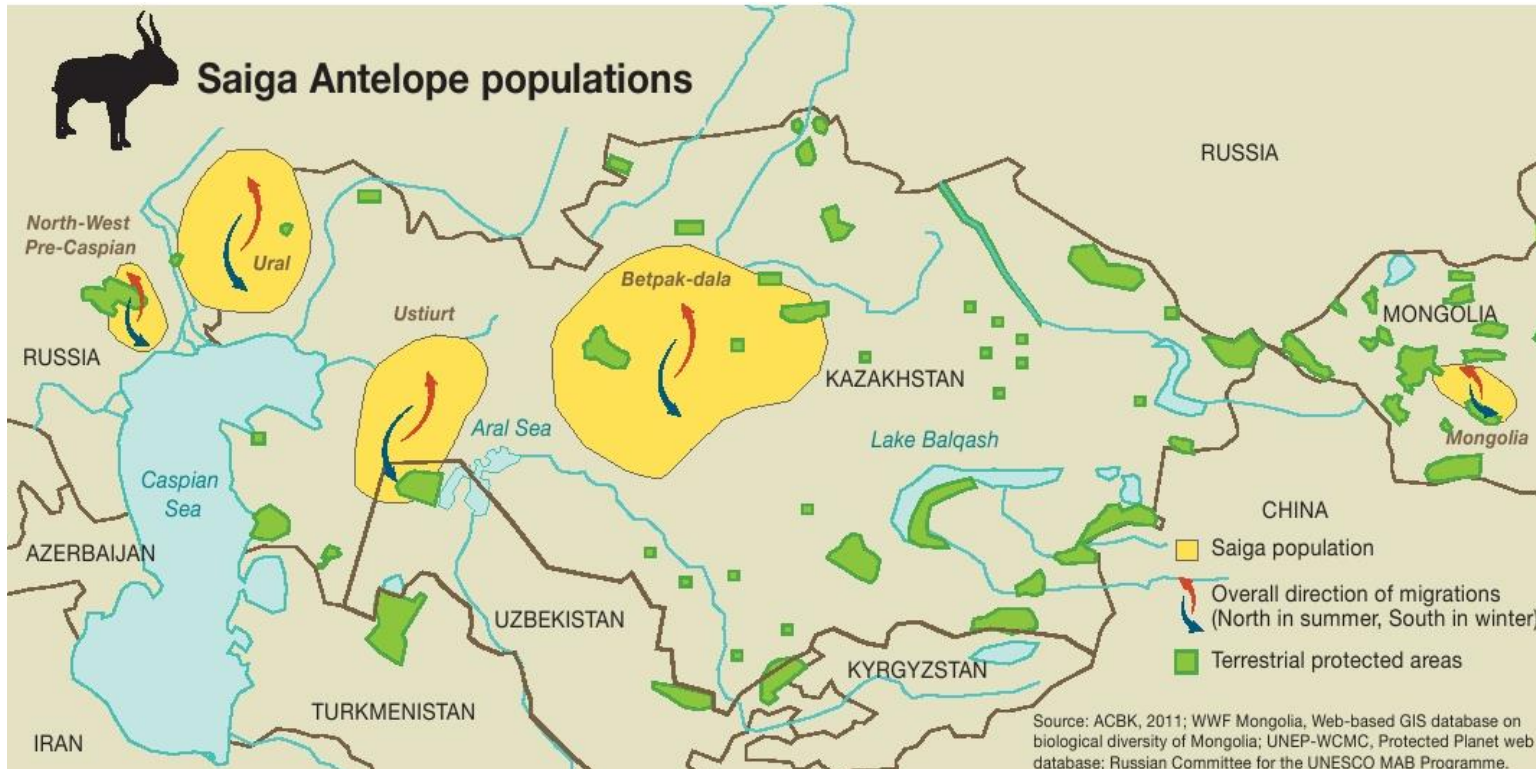 Saiga Antelope populations
RUSSIA
North-West
Pre-Caspian
Ural
Betpak-dala
Ustiurt
MONGOLIA
RUSSIA
KAZAKHSTAN
Aral Sea
Lake Balqash
Mongolia
Caspian
Sea
CHINA
AZERBAIJAN
Saiga population
Overall direction of migrations
(North in summer, South in winter)
UZBEKISTAN
Terrestrial protected areas
KYRGYZSTAN
TURKMENISTAN
IRAN
Source: ACBK, 2011; WWF Mongolia, Web-based GIS database on
biological diversity of Mongolia; UNEP-WCMC, Protected Planet web
database; Russian Committee for the UNESCO MAB Programme.